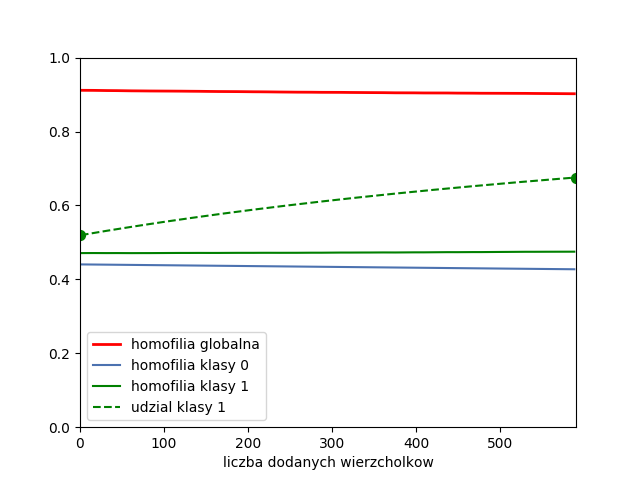 1.0
0.8
0.6
0.4
0.2
0.0
homofilia globalna
homofilia klasy 0
homofilia klasy 1
udzial klasy 1
0 100 200 300 400 500
liczba dodanych wierzcholkow